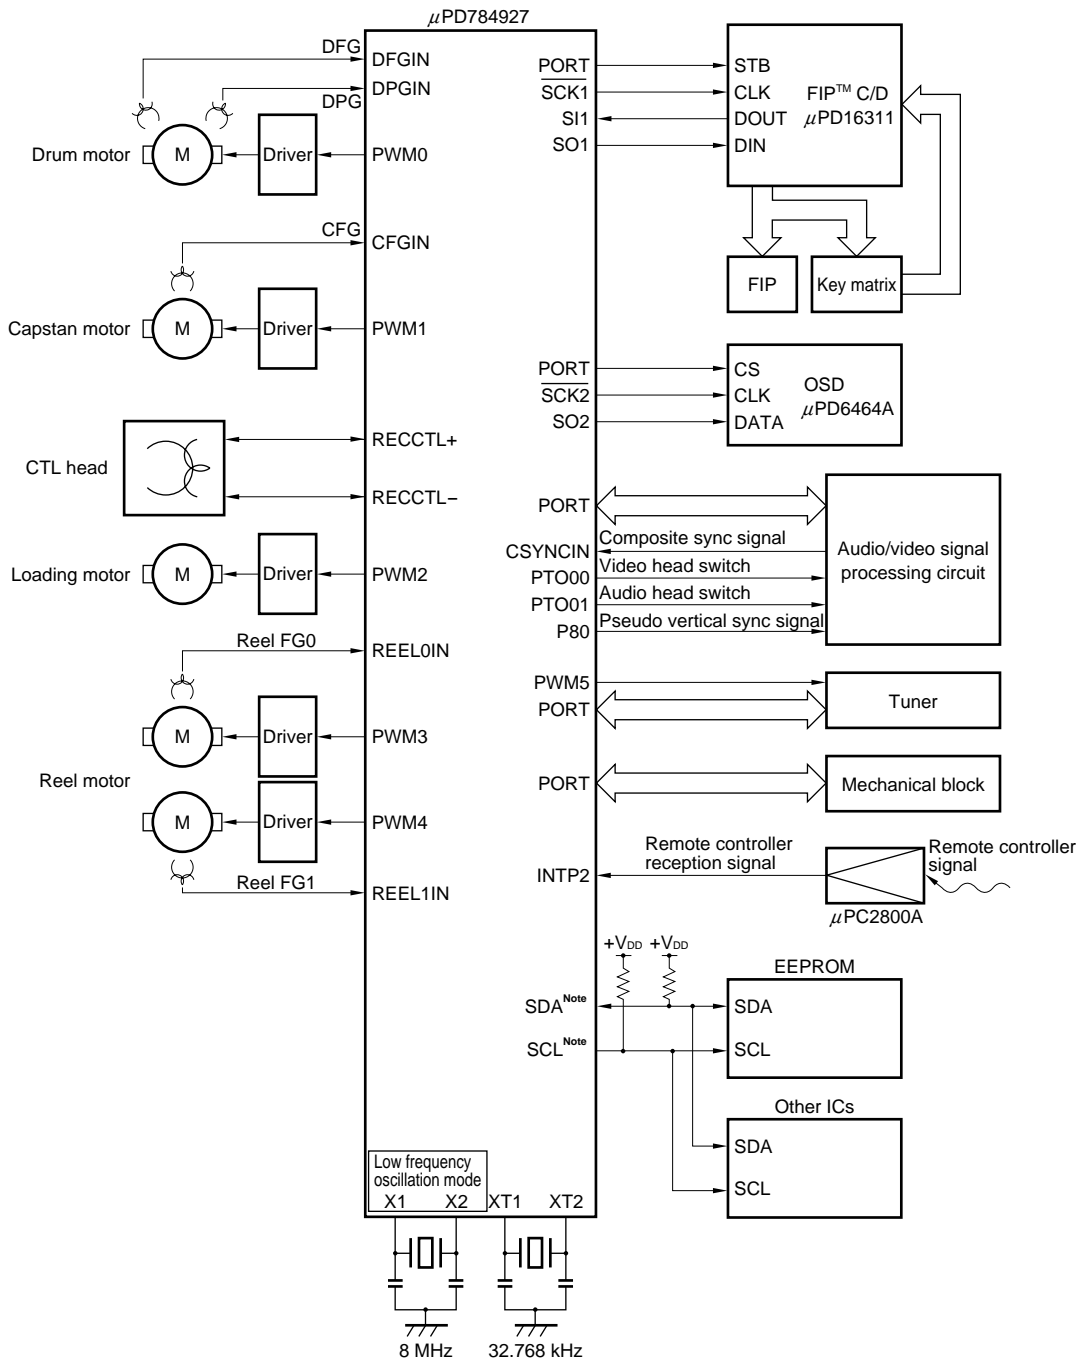 μPD784927
DFG
DFGIN
DPGIN
DPG
Drum motor
M
Driver
PWM0
CFG
CFGIN
Capstan motor
M
Driver
PWM1
CTL head
RECCTL+
RECCTL−
Loading motor
M
Driver
PWM2
Reel FG0
REEL0IN
M
Driver
PWM3
Reel motor
M
Driver
PWM4
Reel FG1
REEL1IN
PORT
SCK1
SI1
SO1
STB
CLK
DOUT
DIN
FIP™ C/D
μPD16311
FIP
Key matrix
PORT
SCK2
SO2
CS
CLK
DATA
OSD
μPD6464A
PORT
CSYNCIN
Composite sync signal
PTO00
Video head switch
PTO01
Audio head switch
P80
Pseudo vertical sync signal
Audio/video signal
processing circuit
PWM5
PORT
Tuner
PORT
Mechanical block
INTP2
Remote controller
reception signal
Remote controller
signal
μPC2800A
+VDD
+VDD
SDA Note
SCL Note
EEPROM
SDA
SCL
Other ICs
SDA
SCL
Low frequency
oscillation mode
X1
X2
XT1
XT2
8 MHz
32.768 kHz